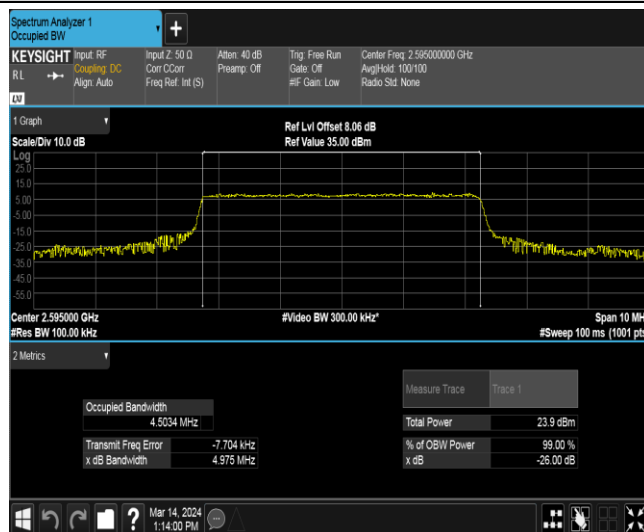 Spectrum Analyzer 1
Occupied BW
+
KEYSIGHT
RL
LXI
Input: RF
Coupling: DC
Align: Auto
Input Z: 50 Ω
Corr CCorr
Freq Ref: Int (S)
Atten: 40 dB
Preamp: Off
Trig: Free Run
Gate: Off
#IF Gain: Low
Center Freq: 2.595000000 GHz
Avg|Hold: 100/100
Radio Std: None
1 Graph
Scale/Div 10.0 dB
Ref Lvl Offset 8.06 dB
Ref Value 35.00 dBm
Log
25.0
15.0
5.00
-5.00
-15.0
-25.0
-35.0
-45.0
-55.0
Center 2.595000 GHz
#Res BW 100.00 kHz
#Video BW 300.00 kHz*
Span 10 MH
#Sweep 100 ms (1001 pts
2 Metrics
Measure Trace Trace 1
Occupied Bandwidth
4.5034 MHz
Total Power 23.9 dBm
Transmit Freq Error -7.704 kHz
% of OBW Power 99.00 %
x dB Bandwidth 4.975 MHz
x dB -26.00 dB
?
Mar 14, 2024
1:14:00 PM